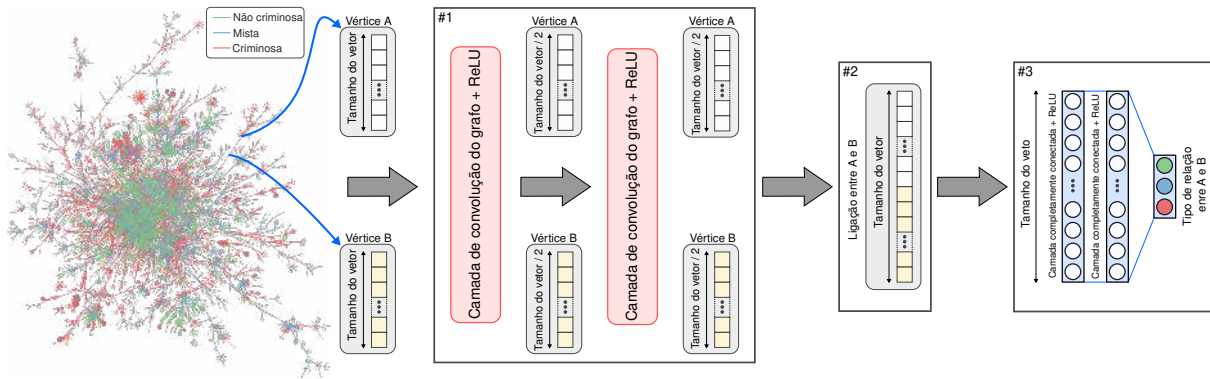 Não criminosa
Mista
Criminosa
Vértice A
Tamanho do vetor
Vértice B
Tamanho do vetor
#1
Camada de convolução do grafo + ReLU
Vértice A
Tamanho do vetor / 2
Vértice B
Tamanho do vetor / 2
Camada de convolução do grafo + ReLU
Vértice A
Tamanho do vetor / 2
Vértice B
Tamanho do vetor / 2
#2
Ligação entre A e B
Tamanho do vetor
#3
Tamanho do veto
Camada completamente conectada + ReLU
Camada completamente conectada + ReLU
Tipo de relação
enre A e B